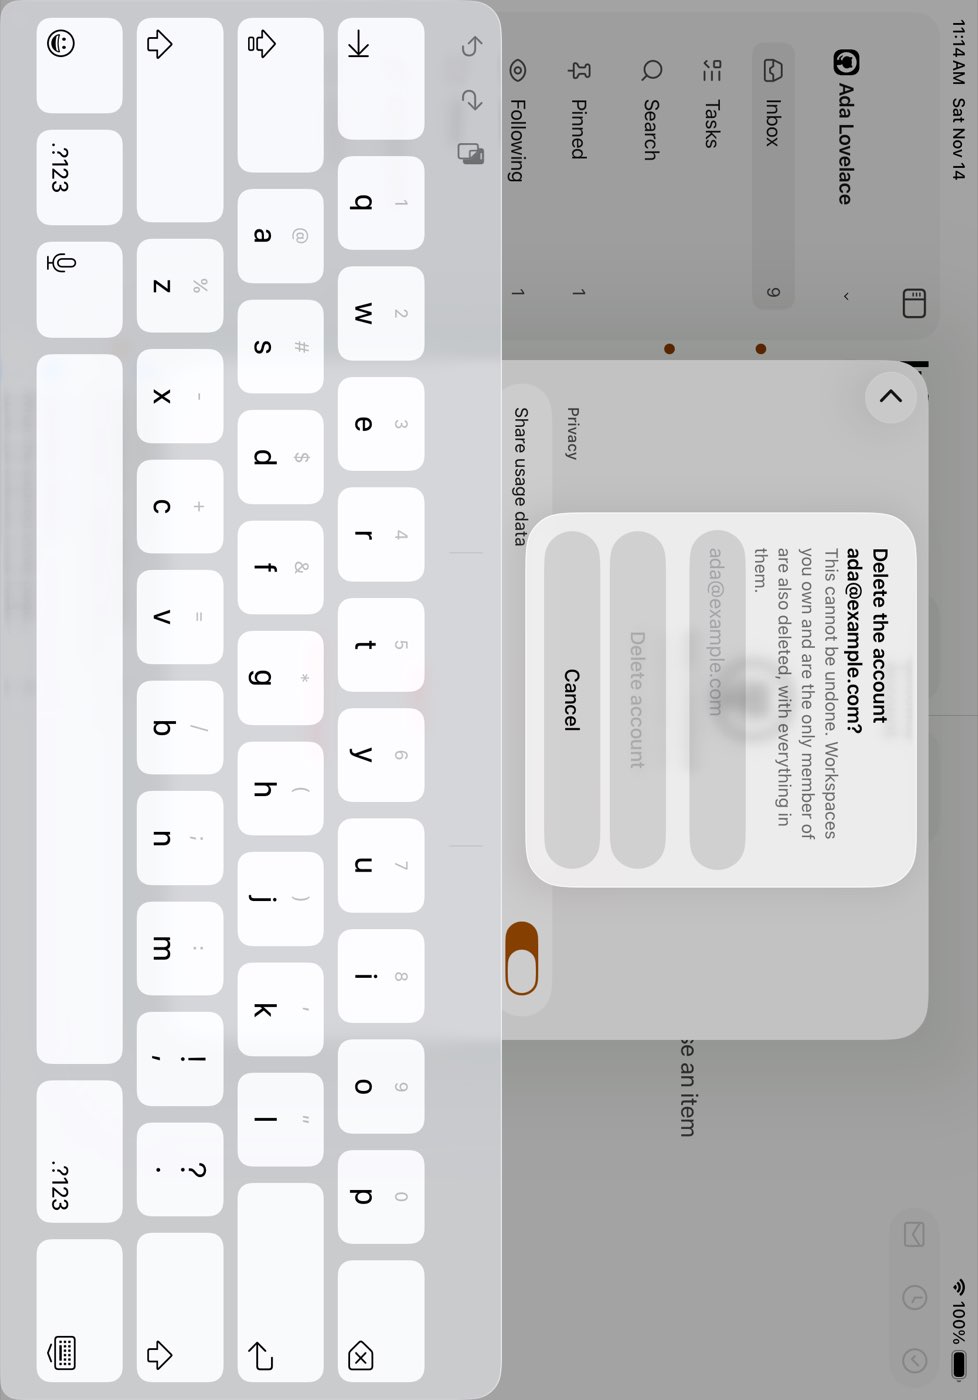 11:14 AM Sat Nov 14
100%
Ada Lovelace
Inbox 9
Tasks
Search
Pinned 1
Following 1
Delete the account
ada@example.com?
This cannot be undone. Workspaces
you own and are the only member of
are also deleted, with everything in
them.
ada@example.com
Delete account
Cancel
se an item
Privacy
Share usage data
1 2 3 4 5 6 7 8 9 0
q w e r t y u i o p
@ # $ & * ( ) ' "
a s d f g h j k l
% - + = / ; : ! ?
z x c v b n m , .
.?123 .?123